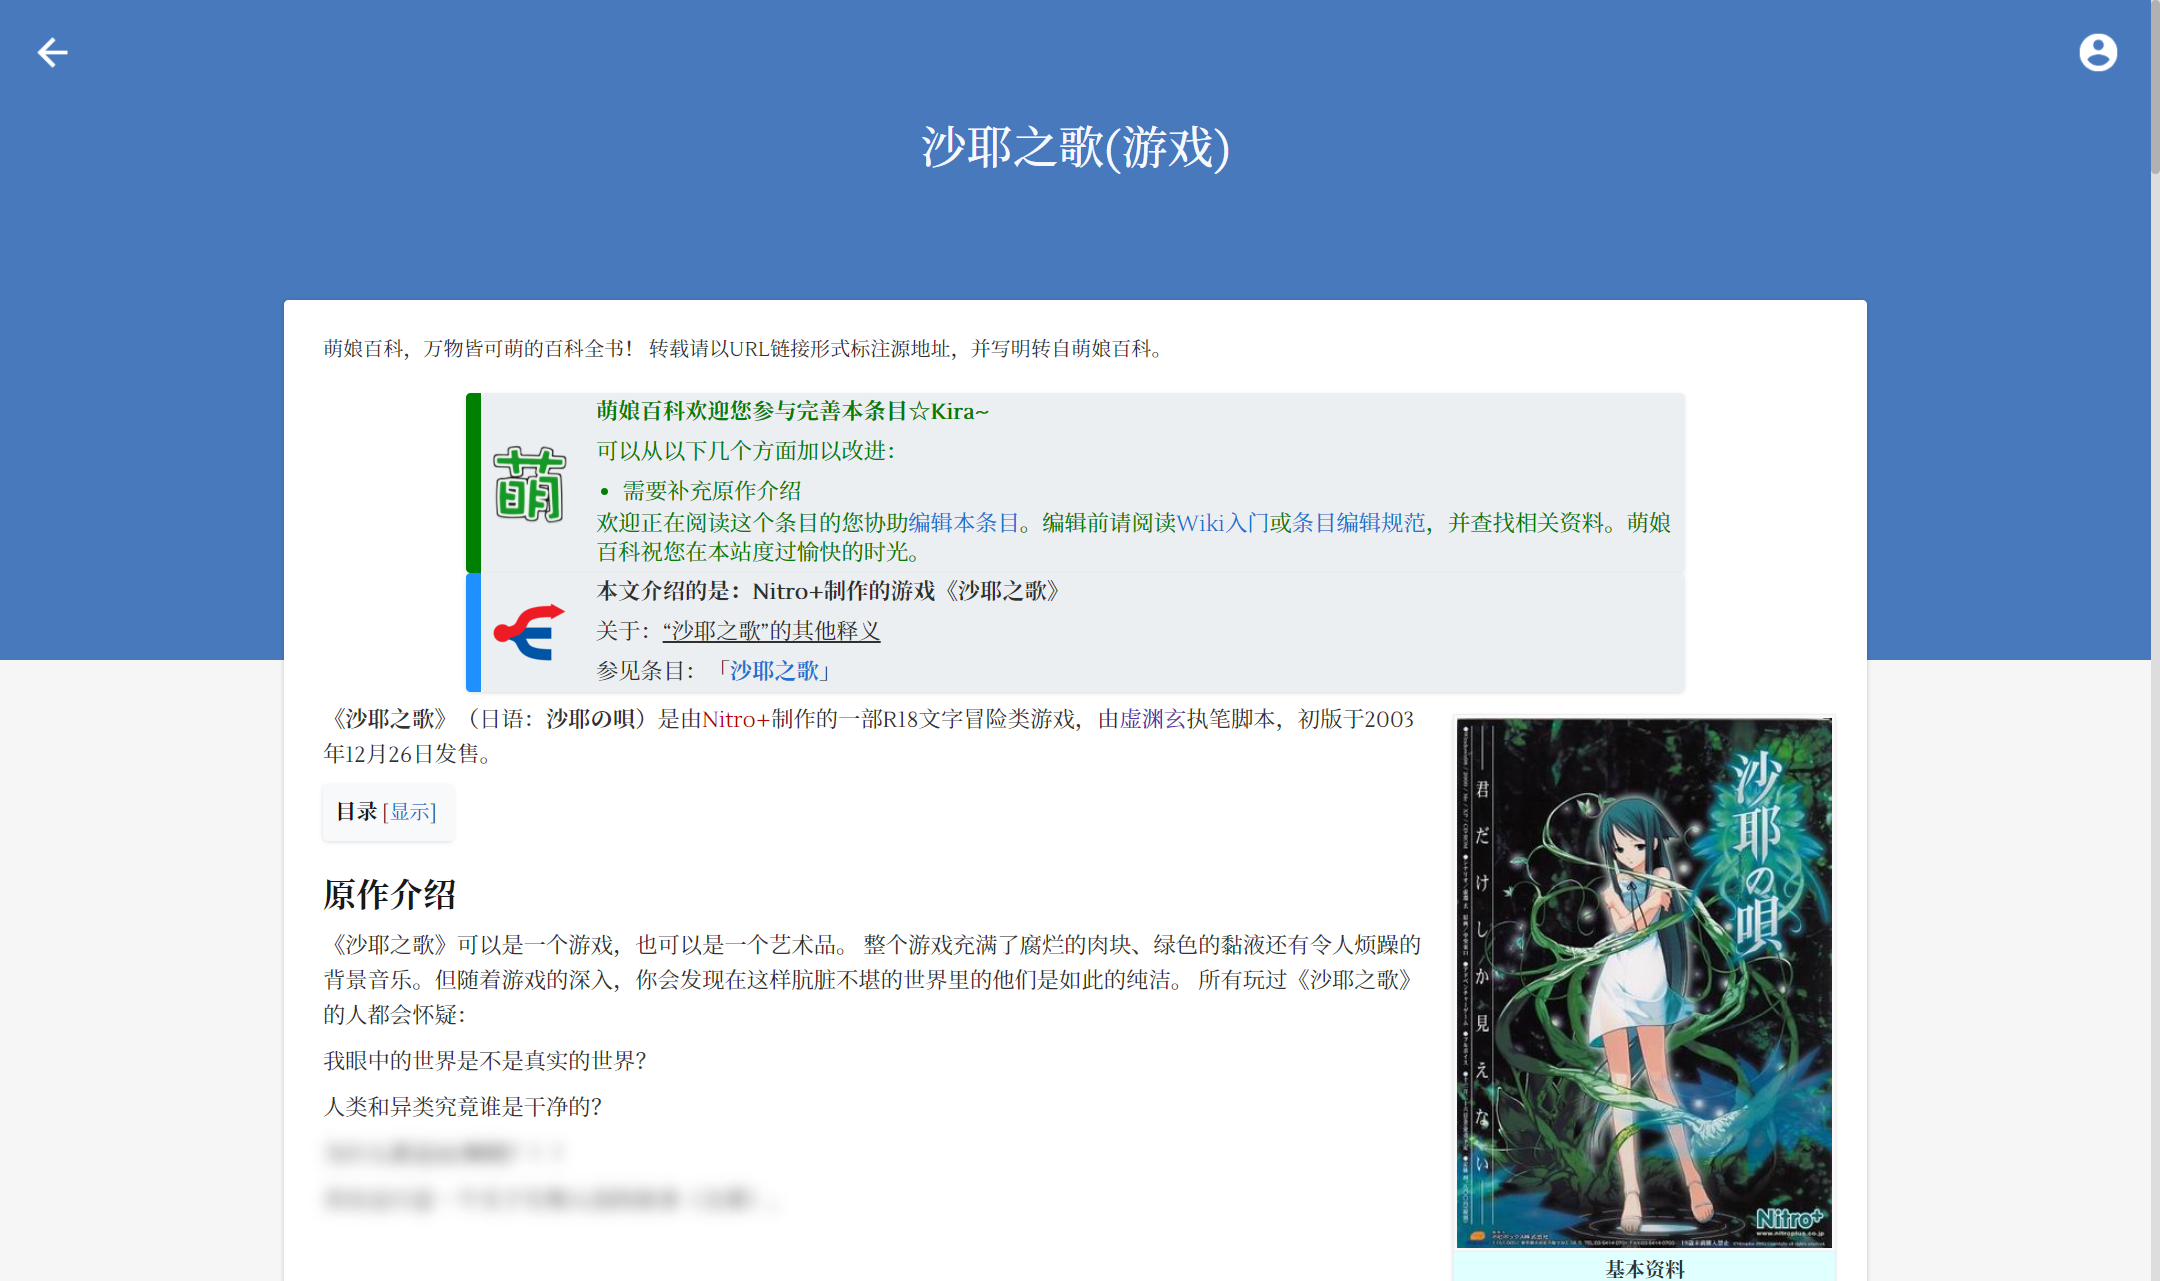 沙耶之歌(游戏)
萌娘百科，万物皆可萌的百科全书！ 转载请以URL链接形式标注源地址，并写明转自萌娘百科。
萌娘百科欢迎您参与完善本条目☆Kira~
可以从以下几个方面加以改进：
• 需要补充原作介绍
欢迎正在阅读这个条目的您协助编辑本条目。编辑前请阅读Wiki入门或条目编辑规范，并查找相关资料。萌娘
百科祝您在本站度过愉快的时光。
萌
本文介绍的是：Nitro+制作的游戏《沙耶之歌》
关于：“沙耶之歌”的其他释义
参见条目：「沙耶之歌」
《沙耶之歌》（日语：沙耶の唄）是由Nitro+制作的一部R18文字冒险类游戏，由虚渊玄执笔脚本，初版于2003
年12月26日发售。
目录 [显示]
原作介绍
《沙耶之歌》可以是一个游戏，也可以是一个艺术品。 整个游戏充满了腐烂的肉块、绿色的黏液还有令人烦躁的
背景音乐。但随着游戏的深入，你会发现在这样肮脏不堪的世界里的他们是如此的纯洁。 所有玩过《沙耶之歌》
的人都会怀疑：
我眼中的世界是不是真实的世界？
人类和异类究竟谁是干净的？
沙耶の唄
君だけしか見えない
Nitro+
www.nitroplus.co.jp
基本资料